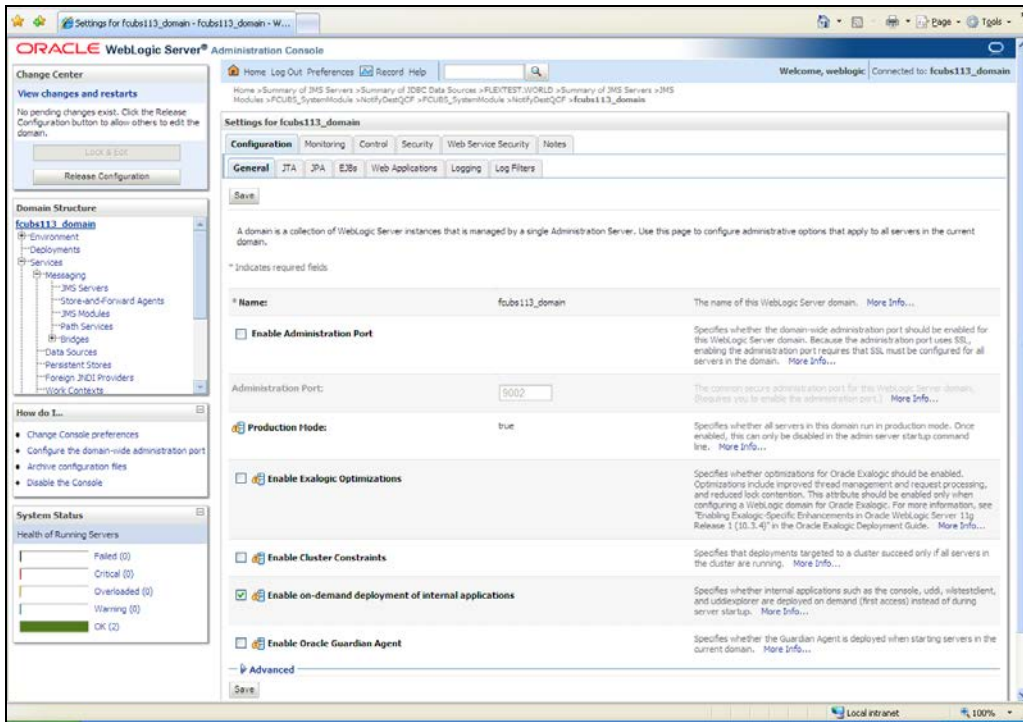 Settings for fcubs113_domain - fcubs113_domain - W...
Page
Tools
ORACLE WebLogic Server® Administration Console
Change Center
View changes and restarts
No pending changes exist. Click the Release
Configuration button to allow others to edit the
domain.
Lock & Edit
Release Configuration
Domain Structure
fcubs113_domain
Environment
Deployments
Services
Messaging
JMS Servers
Store-and-Forward Agents
JMS Modules
Path Services
Bridges
Data Sources
Persistent Stores
Foreign JNDI Providers
Work Contexts
How do I...
Change Console preferences
Configure the domain-wide administration port
Archive configuration files
Disable the Console
System Status
Health of Running Servers
Failed (0)
Critical (0)
Overloaded (0)
Warning (0)
OK (2)
Home Log Out Preferences Record Help
Welcome, weblogic Connected to: fcubs113_domain
Home >Summary of JMS Servers >Summary of JDBC Data Sources >FLEXTEST.WORLD >Summary of JMS Servers >JMS
Modules >FCUBS_SystemModule >NotifyDestQCF >FCUBS_SystemModule >NotifyDestQCF >fcubs113_domain
Settings for fcubs113_domain
Configuration Monitoring Control Security Web Service Security Notes
General JTA JPA EJBs Web Applications Logging Log Filters
Save
A domain is a collection of WebLogic Server instances that is managed by a single Administration Server. Use this page to configure administrative options that apply to all servers in the current
domain.
* Indicates required fields
* Name: fcubs113_domain The name of this WebLogic Server domain. More Info...
Enable Administration Port
Specifies whether the domain-wide administration port should be enabled for
this WebLogic Server domain. Because the administration port uses SSL,
enabling the administration port requires that SSL must be configured for all
servers in the domain. More Info...
Administration Port: 9002
The common secure administration port for this WebLogic Server domain.
(Requires you to enable the administration port.) More Info...
Production Mode: true
Specifies whether all servers in this domain run in production mode. Once
enabled, this can only be disabled in the admin server startup command
line. More Info...
Enable Exalogic Optimizations
Specifies whether optimizations for Oracle Exalogic should be enabled.
Optimizations include improved thread management and request processing,
and reduced lock contention. This attribute should be enabled only when
configuring a WebLogic domain for Oracle Exalogic. For more information, see
"Enabling Exalogic-Specific Enhancements in Oracle WebLogic Server 11g
Release 1 (10.3.4)" in the Oracle Exalogic Deployment Guide. More Info...
Enable Cluster Constraints
Specifies that deployments targeted to a cluster succeed only if all servers in
the cluster are running. More Info...
Enable on-demand deployment of internal applications
Specifies whether internal applications such as the console, uddi, wlstestclient,
and uddiexplorer are deployed on demand (first access) instead of during
server startup. More Info...
Enable Oracle Guardian Agent
Specifies whether the Guardian Agent is deployed when starting servers in the
current domain. More Info...
Advanced
Save
Local intranet
100%